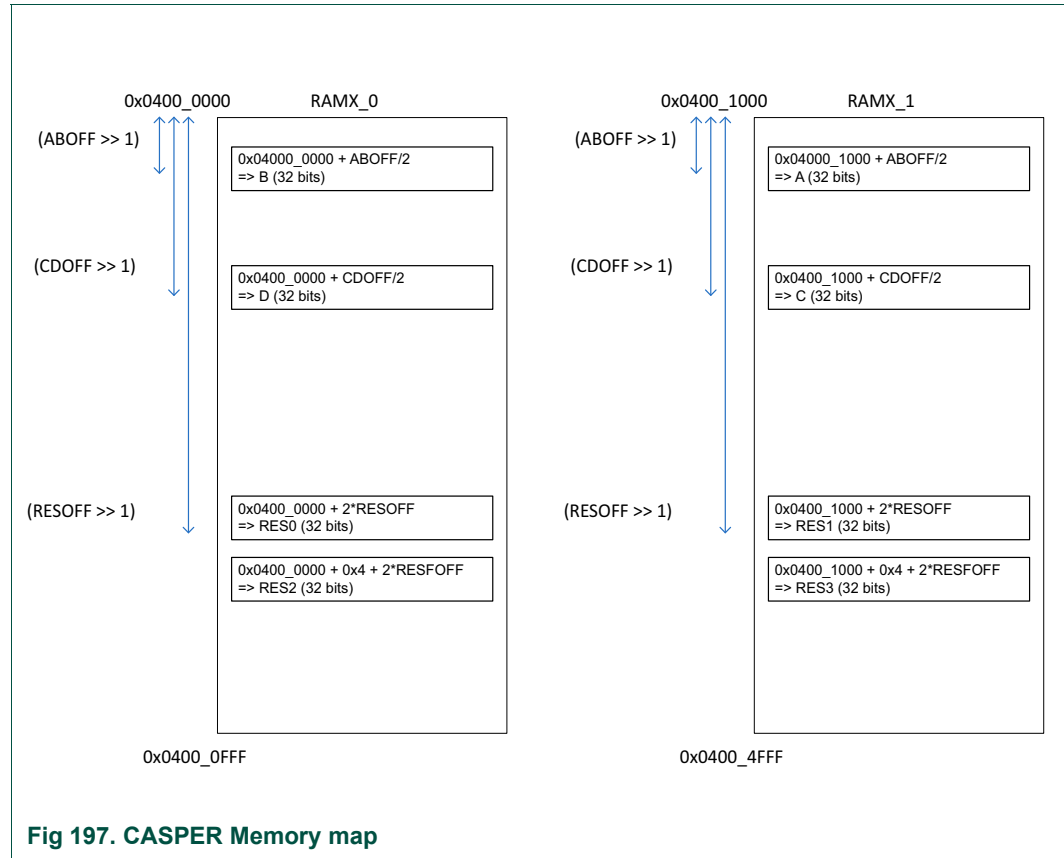 0x0400_0000
RAMX_0
(ABOFF >> 1)
0x04000_0000 + ABOFF/2
=> B (32 bits)
(CDOFF >> 1)
0x0400_0000 + CDOFF/2
=> D (32 bits)
(RESOFF >> 1)
0x0400_0000 + 2*RESOFF
=> RES0 (32 bits)
0x0400_0000 + 0x4 + 2*RESFOFF
=> RES2 (32 bits)
0x0400_0FFF
0x0400_1000
RAMX_1
(ABOFF >> 1)
0x04000_1000 + ABOFF/2
=> A (32 bits)
(CDOFF >> 1)
0x0400_1000 + CDOFF/2
=> C (32 bits)
(RESOFF >> 1)
0x0400_1000 + 2*RESOFF
=> RES1 (32 bits)
0x0400_1000 + 0x4 + 2*RESFOFF
=> RES3 (32 bits)
0x0400_4FFF
Fig 197. CASPER Memory map